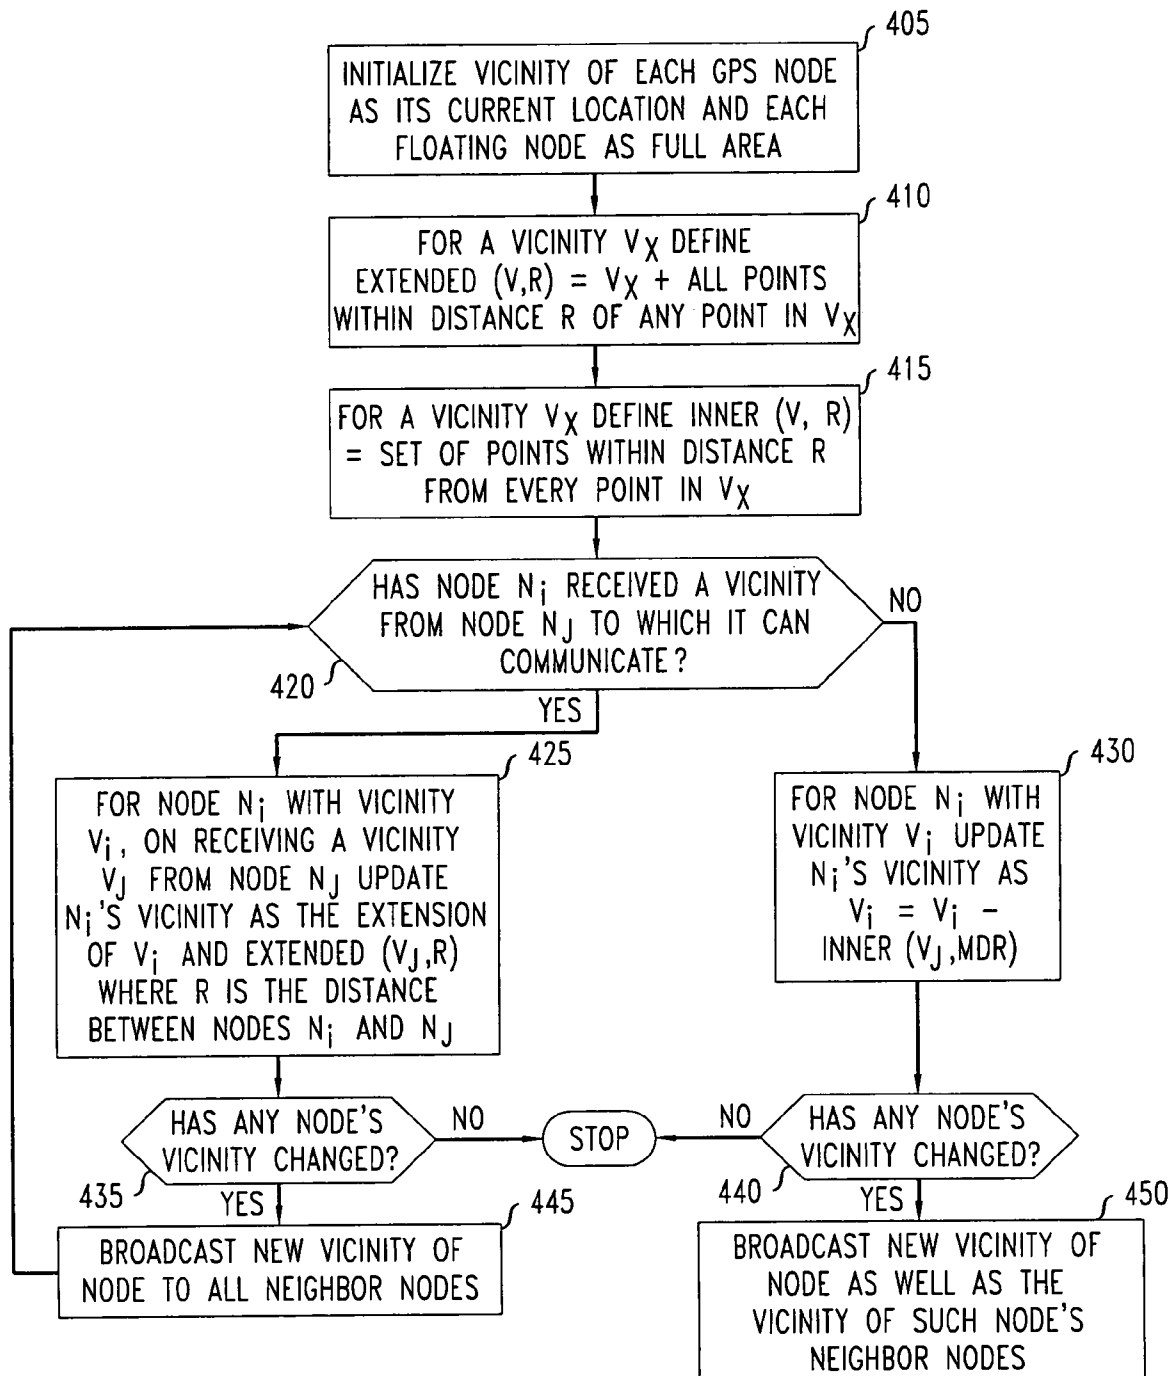 405
INITIALIZE VICINITY OF EACH GPS NODE
AS ITS CURRENT LOCATION AND EACH
FLOATING NODE AS FULL AREA
410
FOR A VICINITY VX DEFINE
EXTENDED (V,R) = VX + ALL POINTS
WITHIN DISTANCE R OF ANY POINT IN VX
415
FOR A VICINITY VX DEFINE INNER (V, R)
= SET OF POINTS WITHIN DISTANCE R
FROM EVERY POINT IN VX
HAS NODE Ni RECEIVED A VICINITY
FROM NODE NJ TO WHICH IT CAN
COMMUNICATE?
NO
420
YES
425
FOR NODE Ni WITH VICINITY
Vi, ON RECEIVING A VICINITY
VJ FROM NODE NJ UPDATE
Ni'S VICINITY AS THE EXTENSION
OF Vi AND EXTENDED (VJ,R)
WHERE R IS THE DISTANCE
BETWEEN NODES Ni AND NJ
430
FOR NODE Ni WITH
VICINITY Vi UPDATE
Ni'S VICINITY AS
Vi = Vi –
INNER (VJ,MDR)
HAS ANY NODE'S
VICINITY CHANGED?
NO
STOP
NO
HAS ANY NODE'S
VICINITY CHANGED?
435
YES
445
440
YES
450
BROADCAST NEW VICINITY OF
NODE TO ALL NEIGHBOR NODES
BROADCAST NEW VICINITY OF
NODE AS WELL AS THE
VICINITY OF SUCH NODE'S
NEIGHBOR NODES